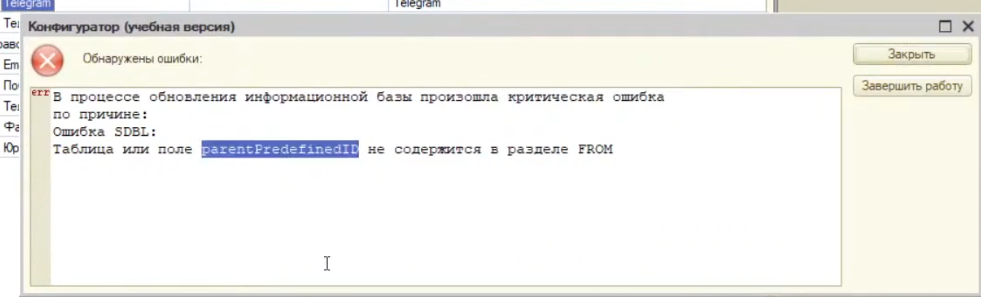 Telegram Telegram
Те
Конфигуратор (учебная версия)
Обнаружены ошибки:
Закрыть
Завершить работу
Em
По
Те
Фа
Юр
err
В процессе обновления информационной базы произошла критическая ошибка
по причине:
Ошибка SDBL:
Таблица или поле parentPredefinedID не содержится в разделе FROM